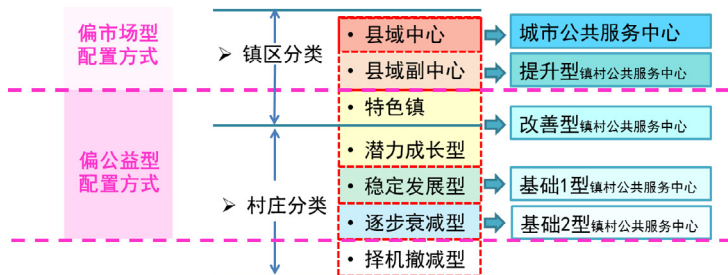 偏市场型
配置方式
➢ 镇区分类
• 县域中心
城市公共服务中心
• 县域副中心
提升型镇村公共服务中心
• 特色镇
改善型镇村公共服务中心
偏公益型
配置方式
➢ 村庄分类
• 潜力成长型
• 稳定发展型
基础1型镇村公共服务中心
• 逐步衰减型
基础2型镇村公共服务中心
• 择机撤减型